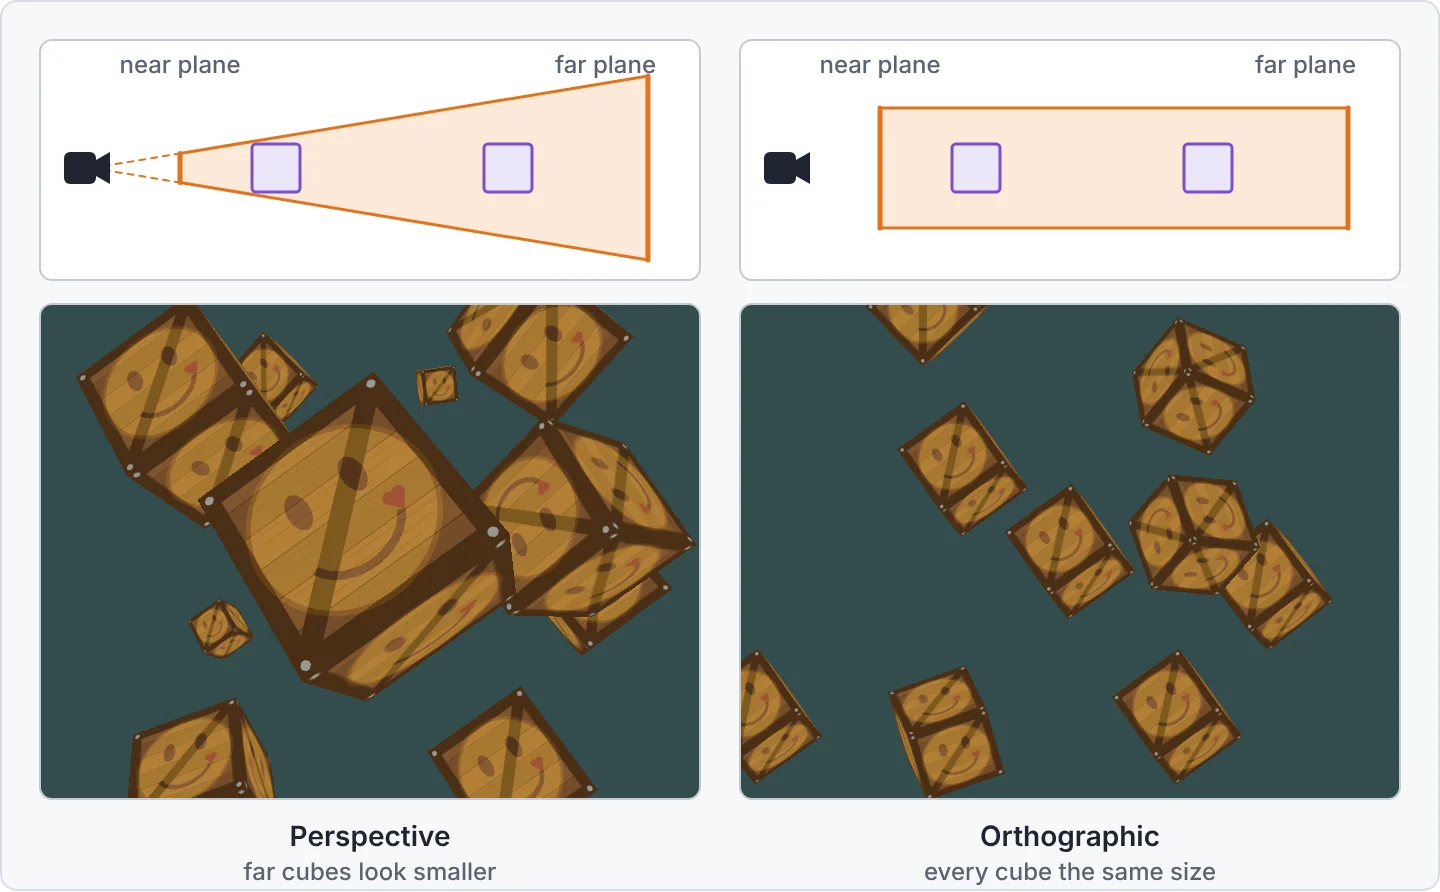 near plane
far plane
near plane
far plane
Perspective
far cubes look smaller
Orthographic
every cube the same size